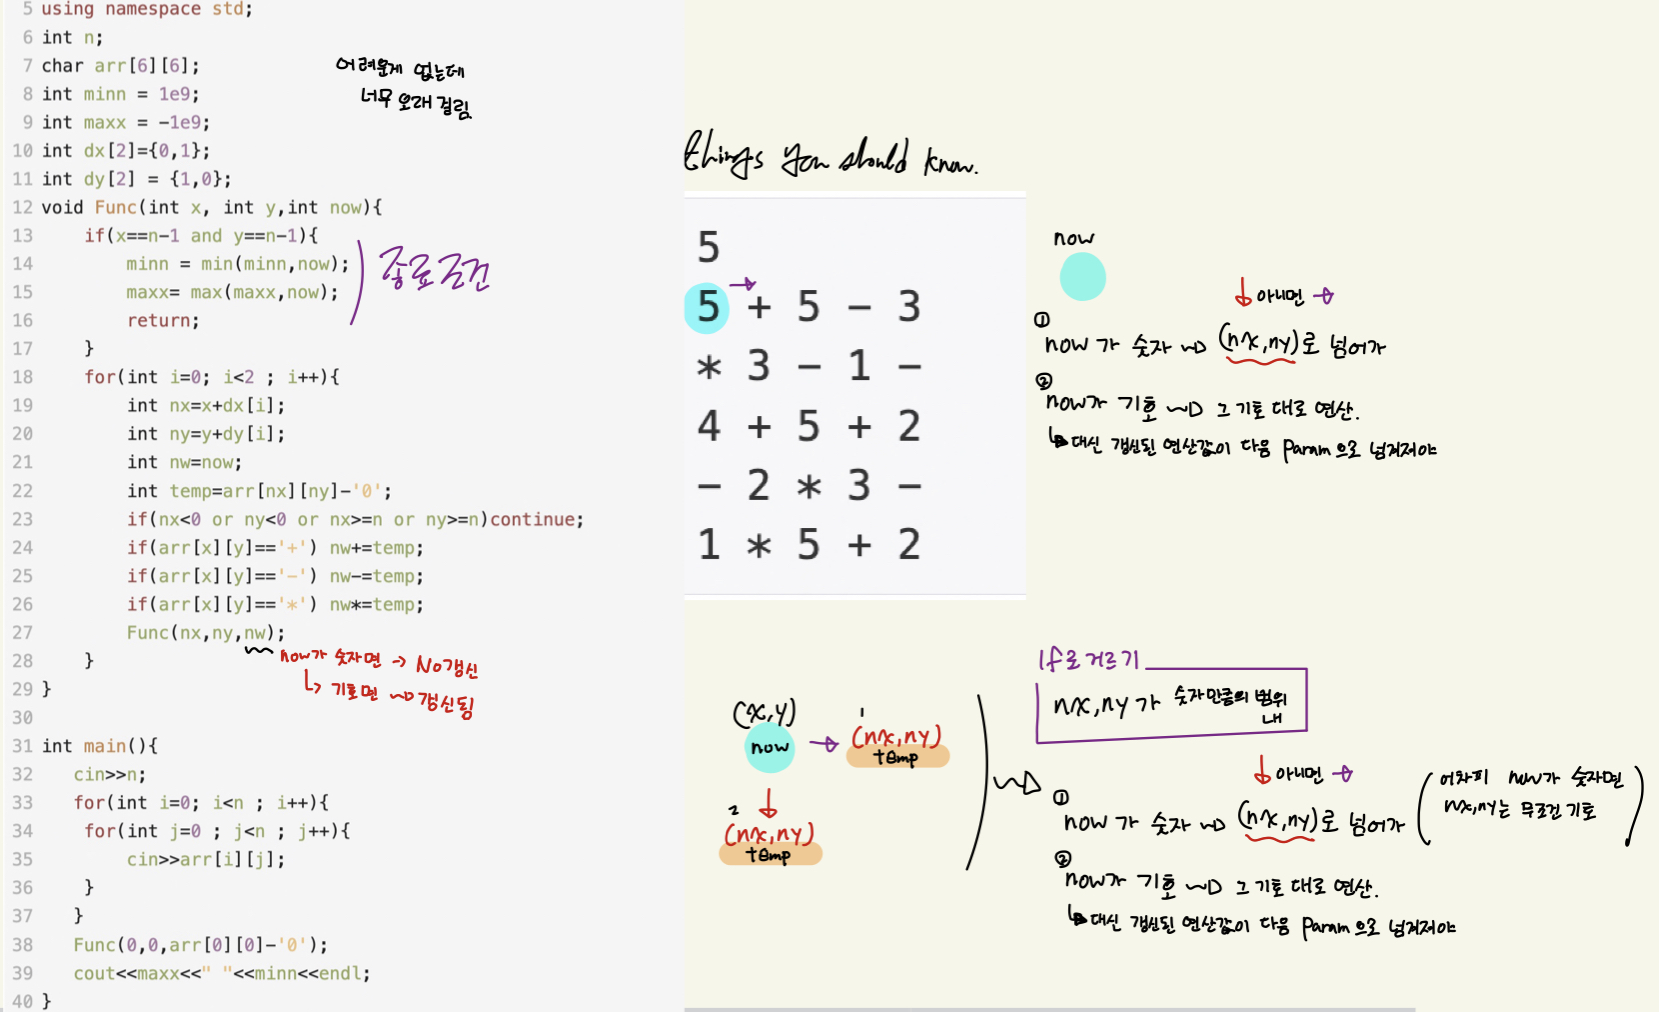 5 using namespace std;
6 int n;
7 char arr[6][6];
8 int minn = 1e9;
9 int maxx = -1e9;
10 int dx[2]={0,1};
11 int dy[2] = {1,0};
12 void Func(int x, int y,int now){
13 if(x==n-1 and y==n-1){
14 minn = min(minn,now);
15 maxx= max(maxx,now);
16 return;
17 }
18 for(int i=0; i<2 ; i++){
19 int nx=x+dx[i];
20 int ny=y+dy[i];
21 int nw=now;
22 int temp=arr[nx][ny]-'0';
23 if(nx<0 or ny<0 or nx>=n or ny>=n)continue;
24 if(arr[x][y]=='+') nw+=temp;
25 if(arr[x][y]=='-') nw-=temp;
26 if(arr[x][y]=='*') nw*=temp;
27 Func(nx,ny,nw);
28 }
29 }
30
31 int main(){
32 cin>>n;
33 for(int i=0; i<n ; i++){
34 for(int j=0 ; j<n ; j++){
35 cin>>arr[i][j];
36 }
37 }
38 Func(0,0,arr[0][0]-'0');
39 cout<<maxx<<" "<<minn<<endl;
40 }
어려운게 없는데
너무 오래 걸림
종료조건
now가 숫자면 → No갱신
↳ 기호면 → 갱신됨
things you should know.
5
5 + 5 - 3
* 3 - 1 -
4 + 5 + 2
- 2 * 3 -
1 * 5 + 2
now
↓ 아니면 →
① now 가 숫자 → (nx,ny)로 넘어가
② now가 기호 → 그 기호 대로 연산.
↳ 대신 갱신된 연산값이 다음 param 으로 넘겨져야
(x,y)
now → 1 (nx,ny)
temp
2 ↓
(nx,ny)
temp
If로 거르기
nx,ny 가 숫자만큼의 범위
내
↓ 아니면 →
① now 가 숫자 → (nx,ny)로 넘어가
(어차피 now가 숫자면
nx,ny는 무조건 기호)
② now가 기호 → 그 기호 대로 연산.
↳ 대신 갱신된 연산값이 다음 param 으로 넘겨져야